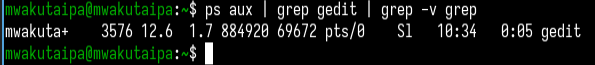 mwakutaipa@mwakutaipa:~$ ps aux | grep gedit | grep -v grep
mwakuta+    3576 12.6  1.7 884920 69672 pts/0    Sl   10:34   0:05 gedit
mwakutaipa@mwakutaipa:~$